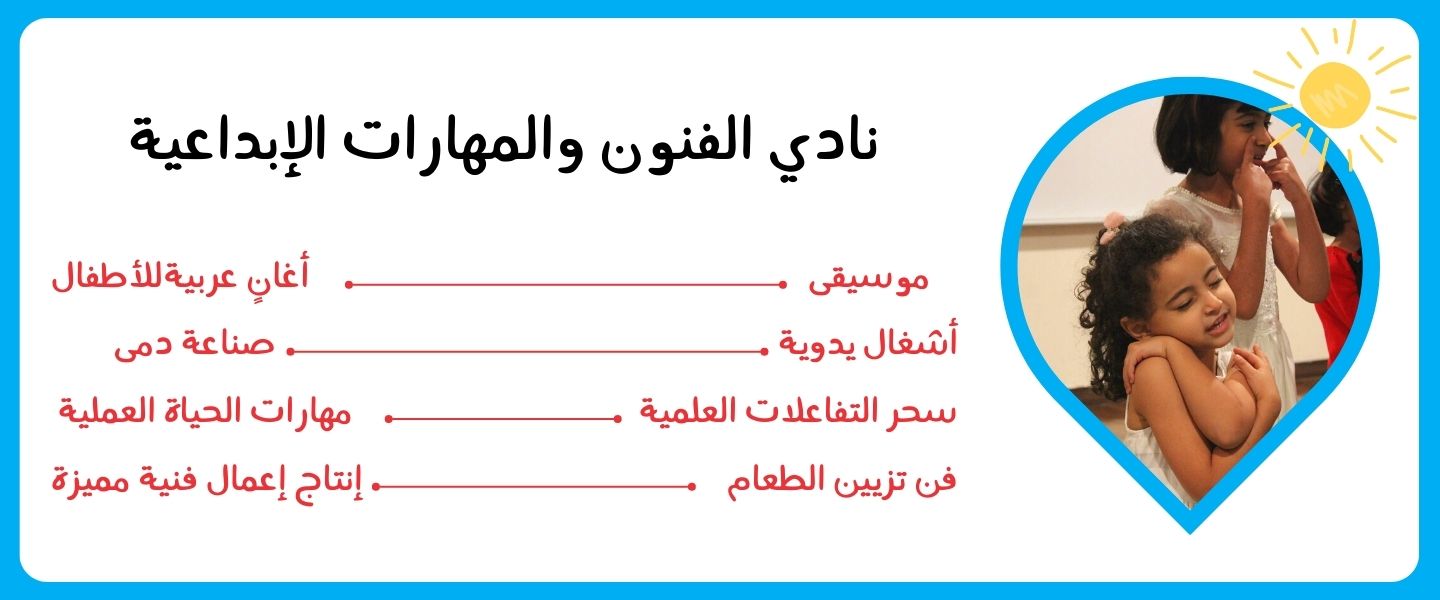 نادي الفنون والمهارات الإبداعية
موسيقى أغانٍ عربيةللأطفال
أشغال يدوية صناعة دمى
سحر التفاعلات العلمية مهارات الحياة العملية
فن تزيين الطعام إنتاج إعمال فنية مميزة